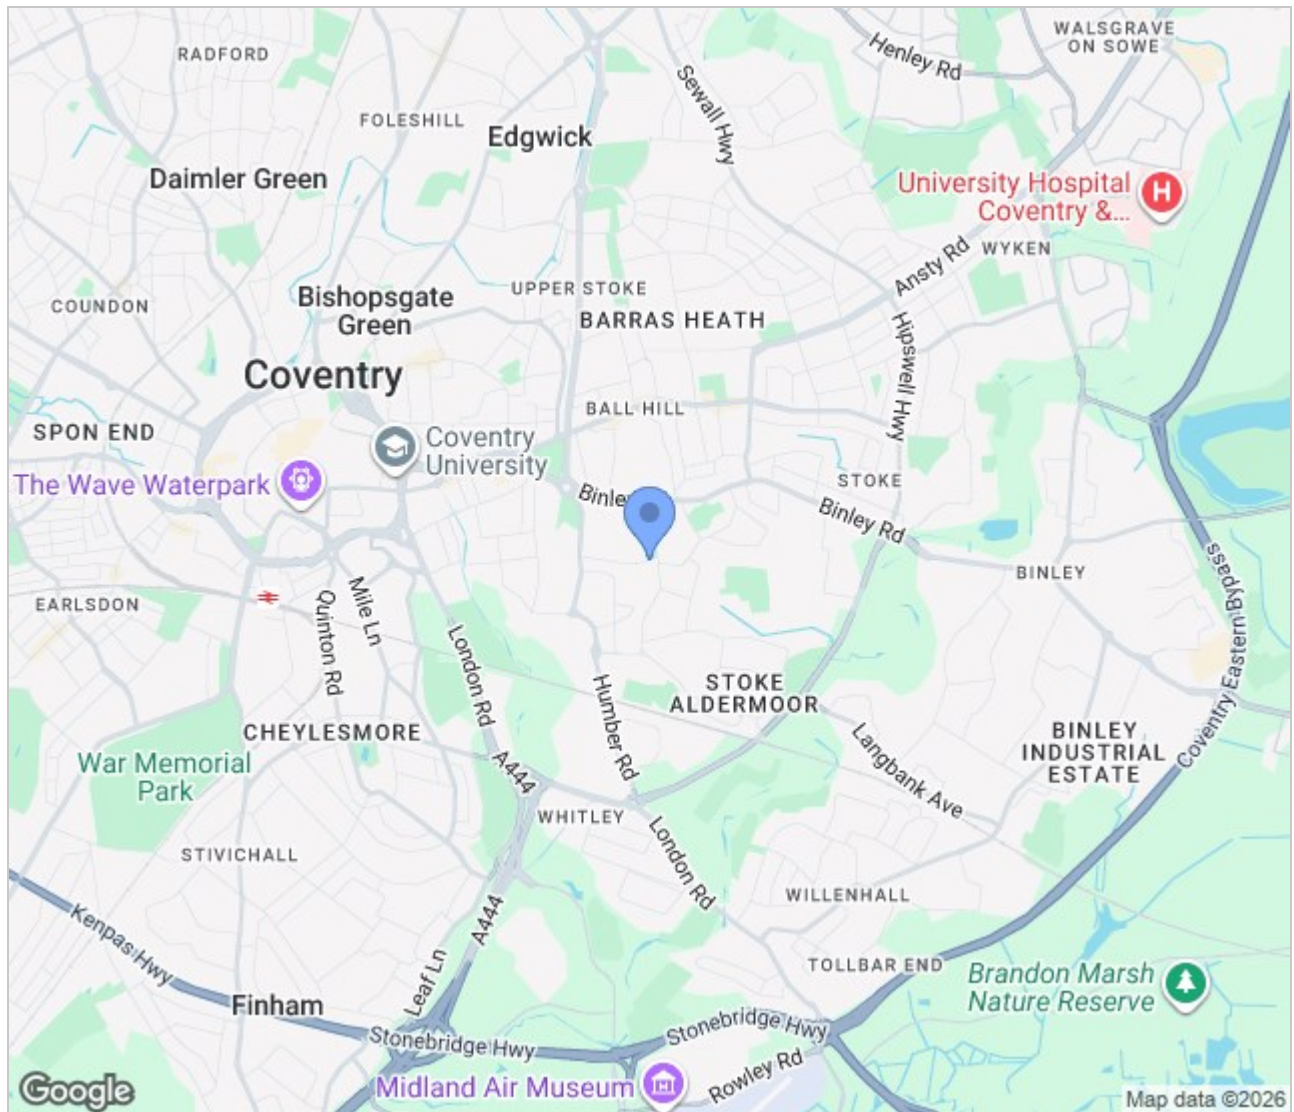 RADFORD
WALSGRAVE
ON SOWE
Henley Rd
Sewall Hwy
FOLESHILL
Edgwick
Daimler Green
University Hospital
Coventry &...
H
WYKEN
Ansty Rd
UPPER STOKE
Bishopsgate
Green
COUNDON
BARRAS HEATH
Hipswell Hwy
Coventry
BALL HILL
SPON END
Coventry
University
The Wave Waterpark
STOKE
Binley Rd
Coventry Eastern Bypass
BINLEY
Mile Ln
EARLSDON
Quinton Rd
London Rd
Humber Rd
STOKE
ALDERMOOR
CHEYLESMORE
War Memorial
Park
A444
Langbank Ave
BINLEY
INDUSTRIAL
ESTATE
WHITLEY
London Rd
STIVICHALL
WILLENHALL
Kenpas Hwy
A444
Leaf Ln
TOLLBAR END
Brandon Marsh
Nature Reserve
Finham
Stonebridge Hwy
Stonebridge Hwy
Rowley Rd
Midland Air Museum
Google
Map data ©2026